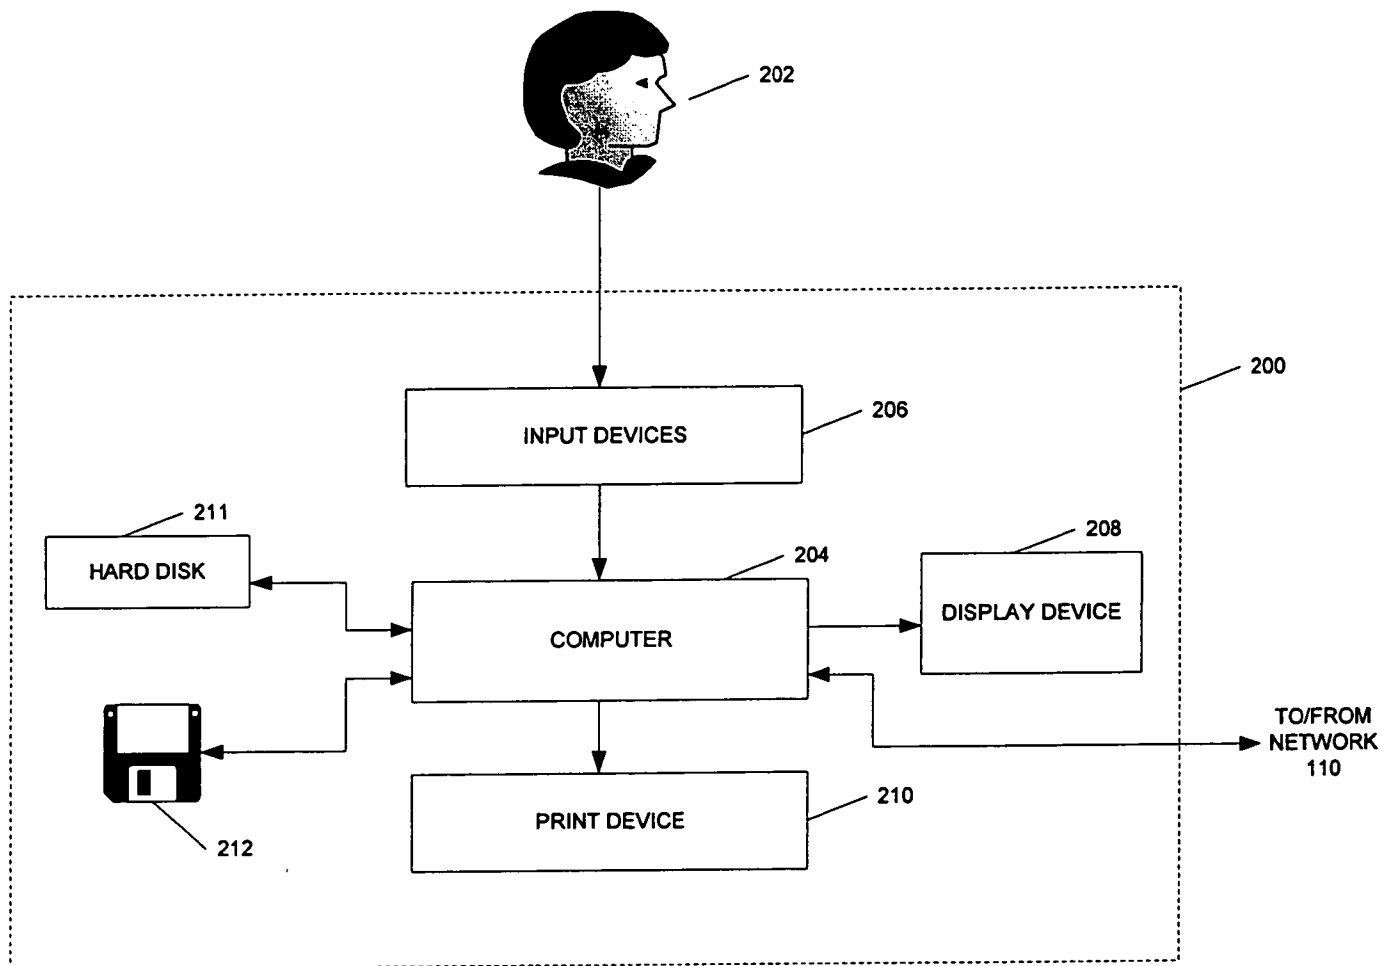 202
200
206
INPUT DEVICES
211
HARD DISK
204
208
COMPUTER
DISPLAY DEVICE
TO/FROM
NETWORK
110
210
PRINT DEVICE
212